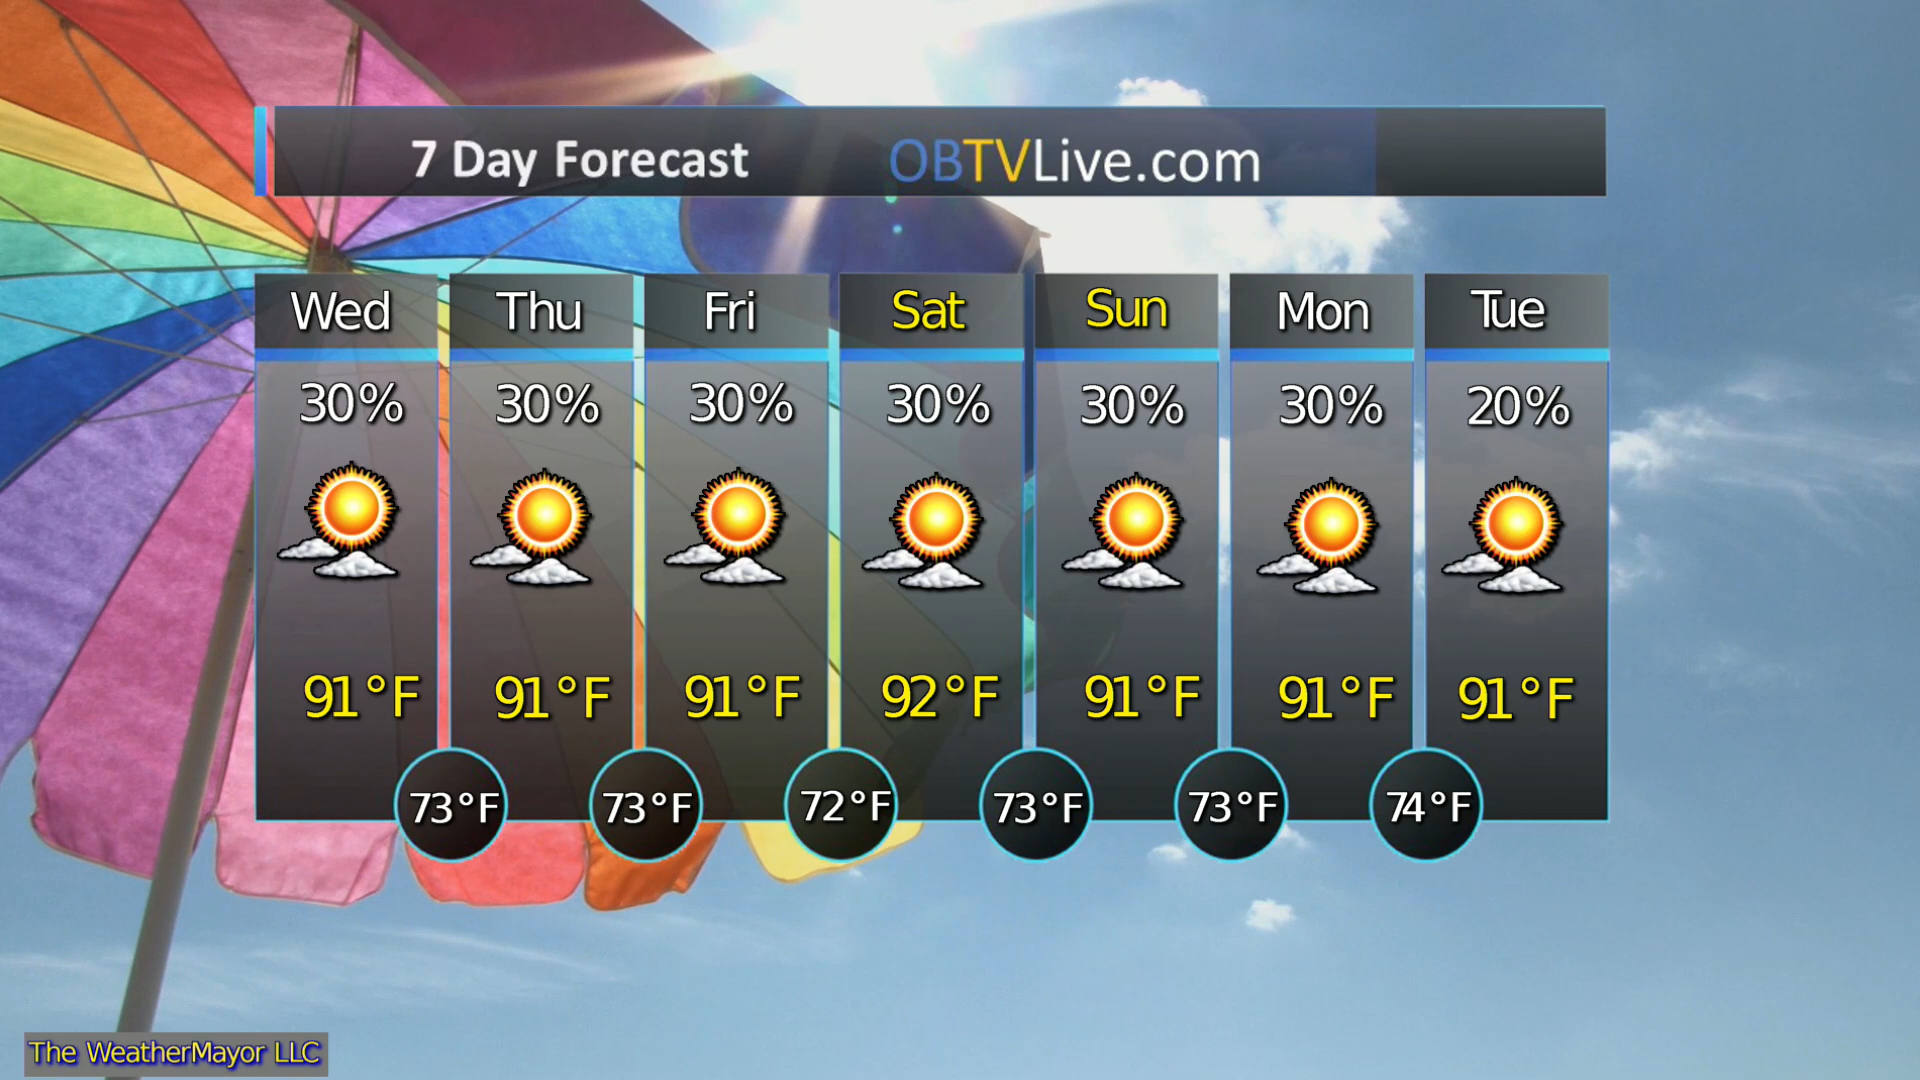 7 Day Forecast OBTVLive.com
Wed Thu Fri Sat Sun Mon Tue
30% 30% 30% 30% 30% 30% 20%
91°F 91°F 91°F 92°F 91°F 91°F 91°F
73°F 73°F 72°F 73°F 73°F 74°F
The WeatherMayor LLC